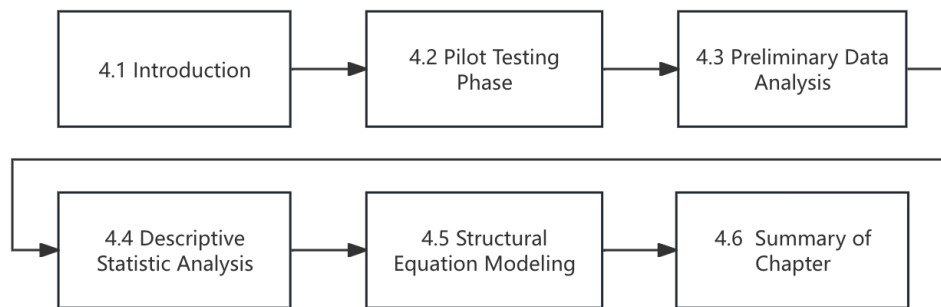 4.1 Introduction
4.2 Pilot Testing
Phase
4.3 Preliminary Data
Analysis
4.4 Descriptive
Statistic Analysis
4.5 Structural
Equation Modeling
4.6  Summary of
Chapter